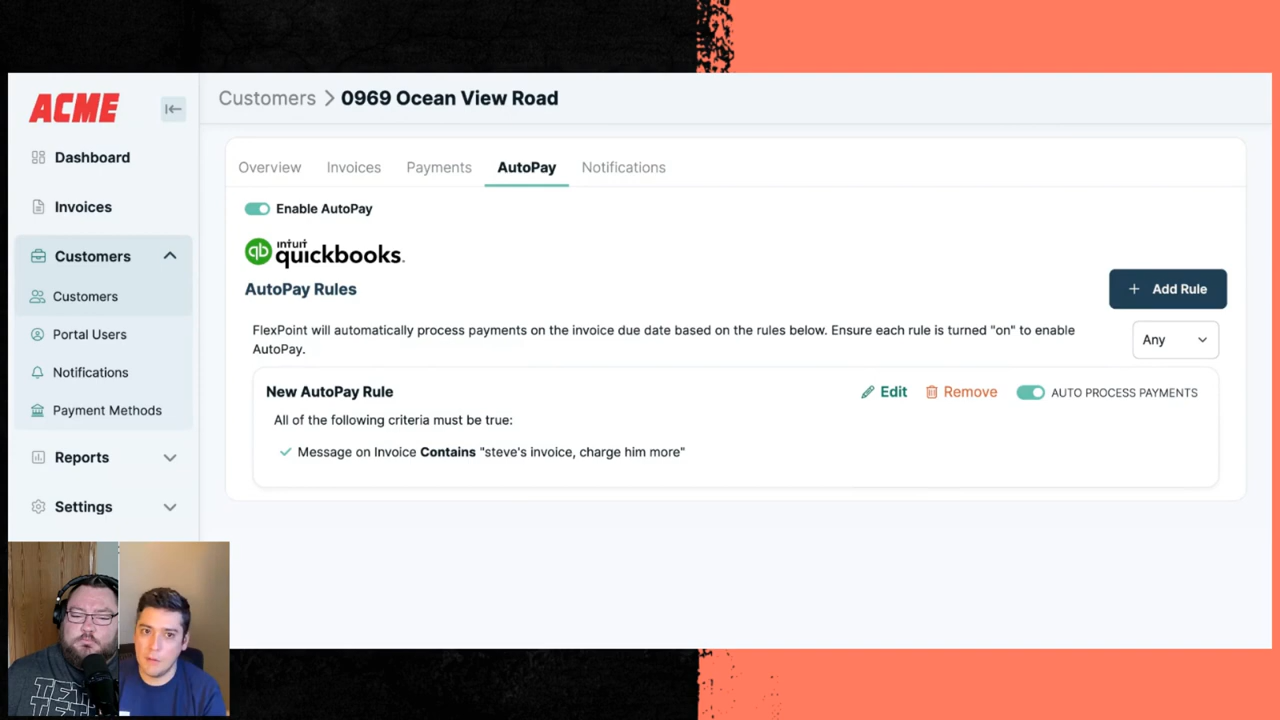 ACME
Customers > 0969 Ocean View Road
Dashboard
Invoices
Customers
Customers
Portal Users
Notifications
Payment Methods
Reports
Settings
Overview Invoices Payments AutoPay Notifications
Enable AutoPay
qb intuit quickbooks.
AutoPay Rules
+ Add Rule
FlexPoint will automatically process payments on the invoice due date based on the rules below. Ensure each rule is turned "on" to enable
AutoPay.
Any
New AutoPay Rule
Edit Remove AUTO PROCESS PAYMENTS
All of the following criteria must be true:
Message on Invoice Contains "steve's invoice, charge him more"